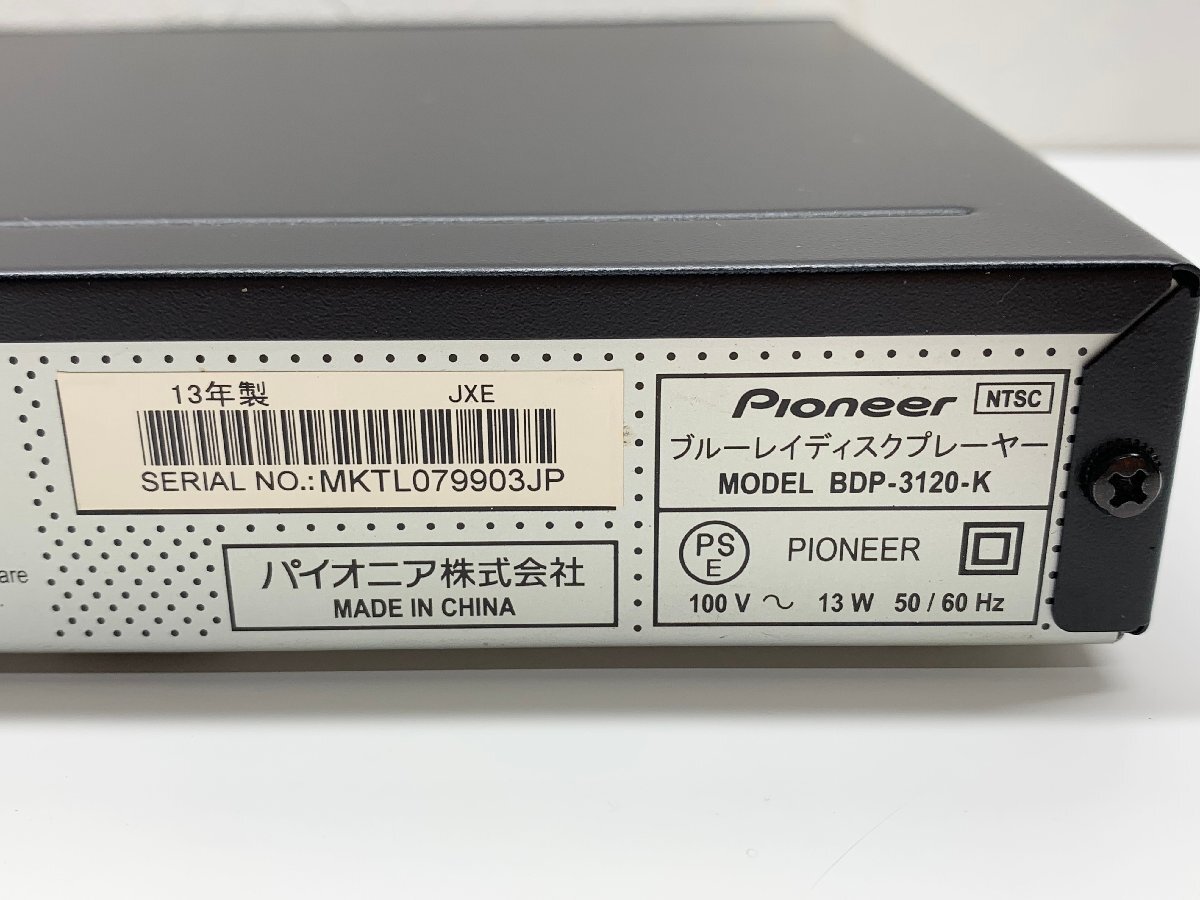 13年製 JXE
SERIAL NO.:MKTL079903JP
パイオニア株式会社
MADE IN CHINA
are
Pioneer NTSC
ブルーレイディスクプレーヤー
MODEL BDP-3120-K
PS
E
PIONEER
100 V ～ 13 W 50 / 60 Hz